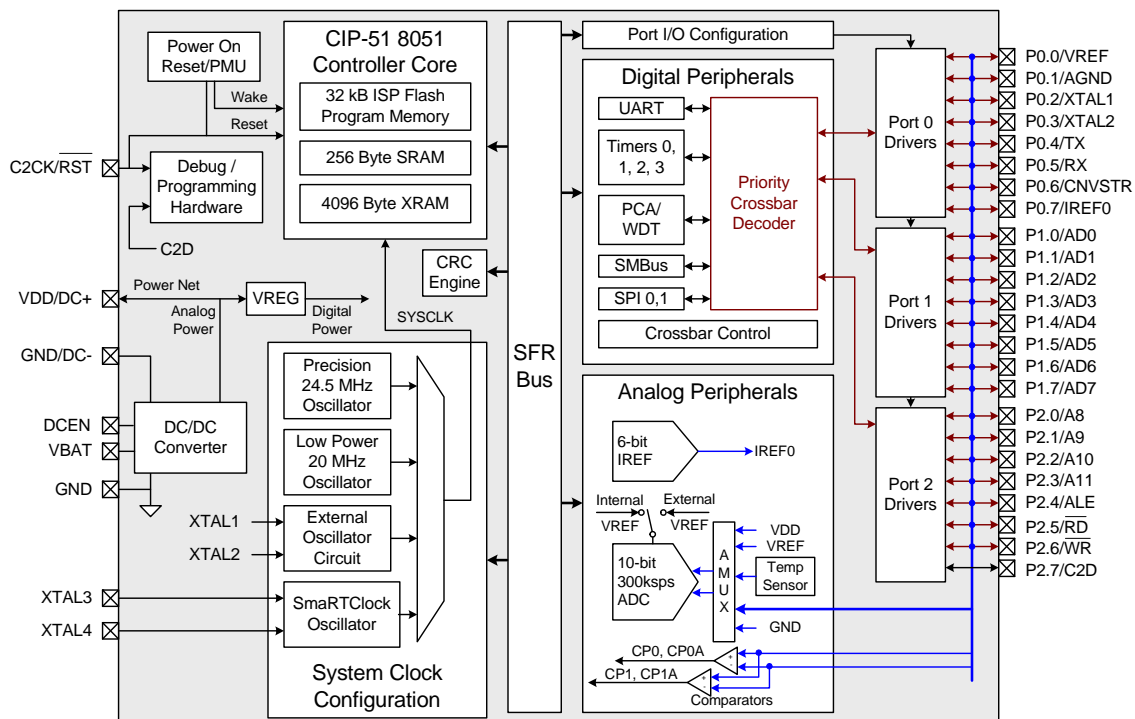 Power On
Reset/PMU
Wake
Reset
C2CK/RST
Debug /
Programming
Hardware
C2D
CIP-51 8051
Controller Core
32 kB ISP Flash
Program Memory
256 Byte SRAM
4096 Byte XRAM
CRC
Engine
VDD/DC+
Power Net
Analog
Power
VREG
Digital
Power
SYSCLK
GND/DC-
DCEN
VBAT
GND
DC/DC
Converter
Precision
24.5 MHz
Oscillator
Low Power
20 MHz
Oscillator
XTAL1
XTAL2
External
Oscillator
Circuit
XTAL3
XTAL4
SmaRTClock
Oscillator
System Clock
Configuration
SFR
Bus
Port I/O Configuration
Digital Peripherals
UART
Timers 0,
1, 2, 3
PCA/
WDT
SMBus
SPI 0,1
Priority
Crossbar
Decoder
Crossbar Control
Analog Peripherals
6-bit
IREF
IREF0
Internal
VREF
External
VREF
10-bit
300ksps
ADC
A
M
U
X
VDD
VREF
Temp
Sensor
GND
CP0, CP0A
+
-
CP1, CP1A
+
-
Comparators
Port 0
Drivers
Port 1
Drivers
Port 2
Drivers
P0.0/VREF
P0.1/AGND
P0.2/XTAL1
P0.3/XTAL2
P0.4/TX
P0.5/RX
P0.6/CNVSTR
P0.7/IREF0
P1.0/AD0
P1.1/AD1
P1.2/AD2
P1.3/AD3
P1.4/AD4
P1.5/AD5
P1.6/AD6
P1.7/AD7
P2.0/A8
P2.1/A9
P2.2/A10
P2.3/A11
P2.4/ALE
P2.5/RD
P2.6/WR
P2.7/C2D